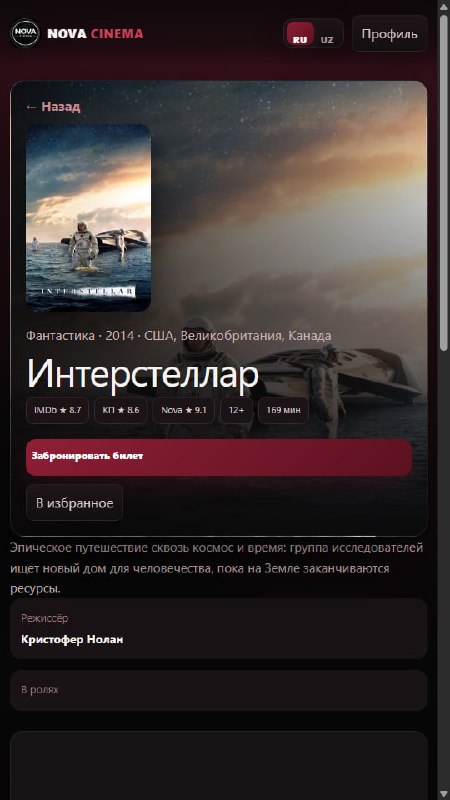 NOVA CINEMA
RU UZ
Профиль
← Назад
INTERSTELLAR
Фантастика · 2014 · США, Великобритания, Канада
Интерстеллар
IMDb ★ 8.7
КП ★ 8.6
Nova ★ 9.1
12+
169 мин
Забронировать билет
В избранное
Эпическое путешествие сквозь космос и время: группа исследователей
ищет новый дом для человечества, пока на Земле заканчиваются
ресурсы.
Режиссёр
Кристофер Нолан
В ролях